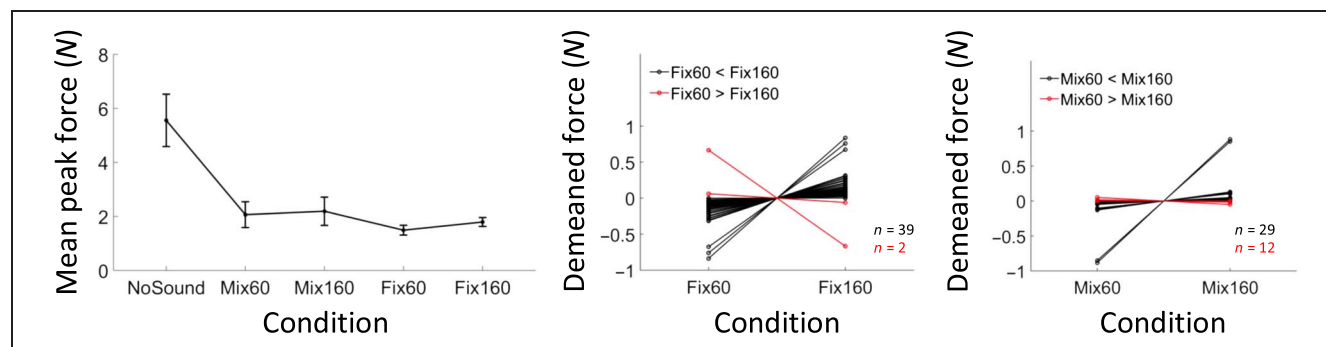 Mean peak force (N)
8
6
4
2
0
NoSound Mix60 Mix160 Fix60 Fix160
Condition
Demeaned force (N)
Fix60 < Fix160
Fix60 > Fix160
1
0.5
0
−0.5
−1
n = 39
n = 2
Fix60 Fix160
Condition
Demeaned force (N)
Mix60 < Mix160
Mix60 > Mix160
1
0.5
0
−0.5
−1
n = 29
n = 12
Mix60 Mix160
Condition